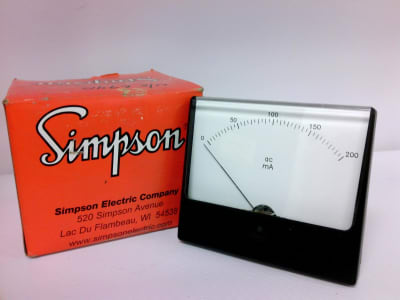 Simpson
Simpson Electric Company
520 Simpson Avenue
Lac Du Flambeau, WI 54538
www.simpsonelectric.com
0 50 100 150 200
ac
mA